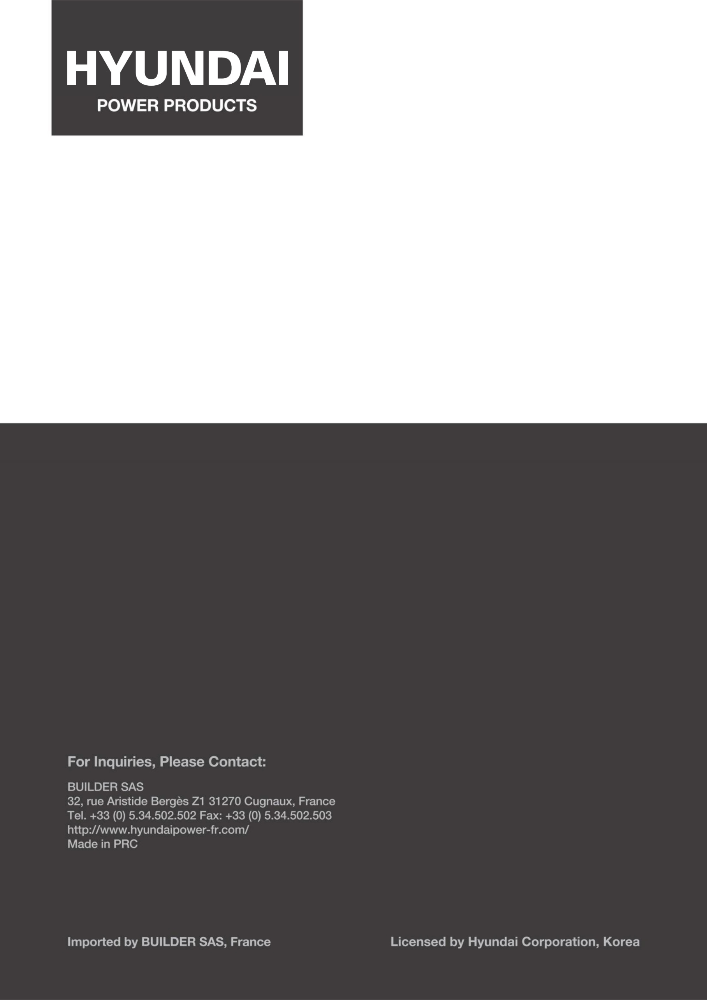 HYUNDAI
POWER PRODUCTS
For Inquiries, Please Contact:
BUILDER SAS
32, rue Aristide Bergès Z1 31270 Cugnaux, France
Tel. +33 (0) 5.34.502.502 Fax: +33 (0) 5.34.502.503
http://www.hyundaipower-fr.com/
Made in PRC
Imported by BUILDER SAS, France
Licensed by Hyundai Corporation, Korea